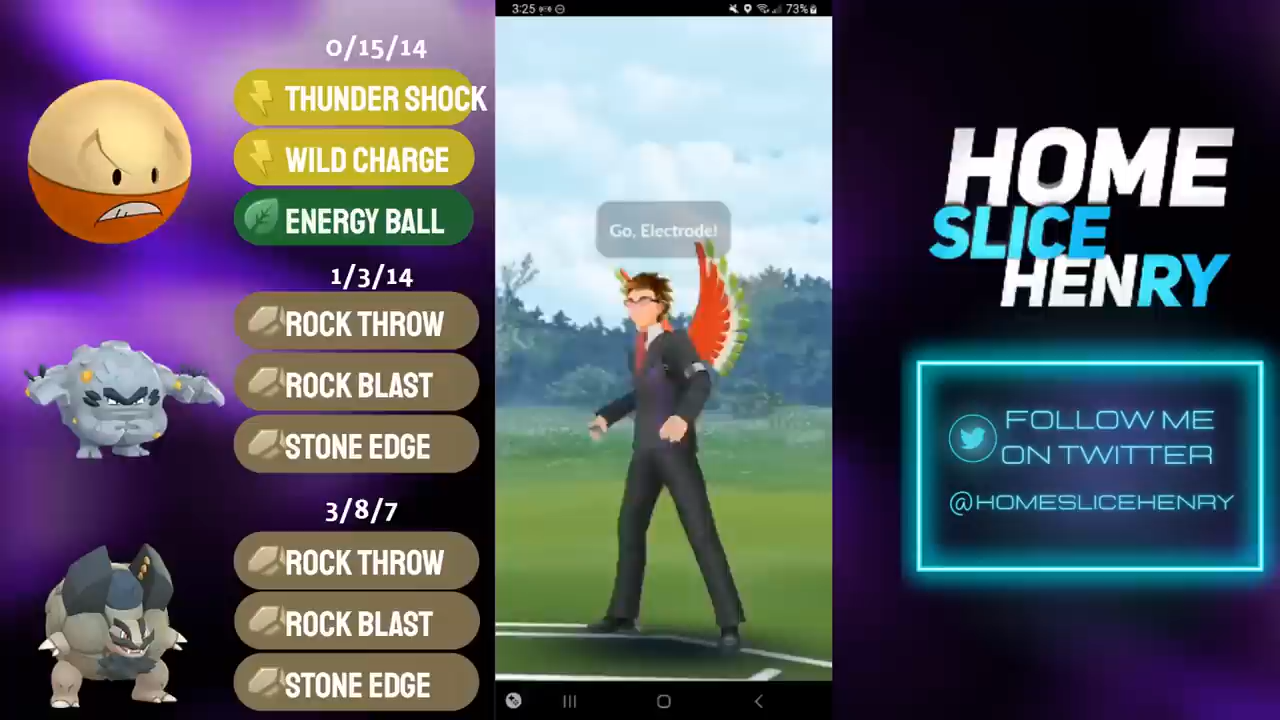 0/15/14
THUNDER SHOCK
WILD CHARGE
ENERGY BALL
1/3/14
ROCK THROW
ROCK BLAST
STONE EDGE
3/8/7
ROCK THROW
ROCK BLAST
STONE EDGE
3:25
73%
Go, Electrode!
HOME
SLICE
HENRY
FOLLOW ME
ON TWITTER
@HOMESLICEHENRY